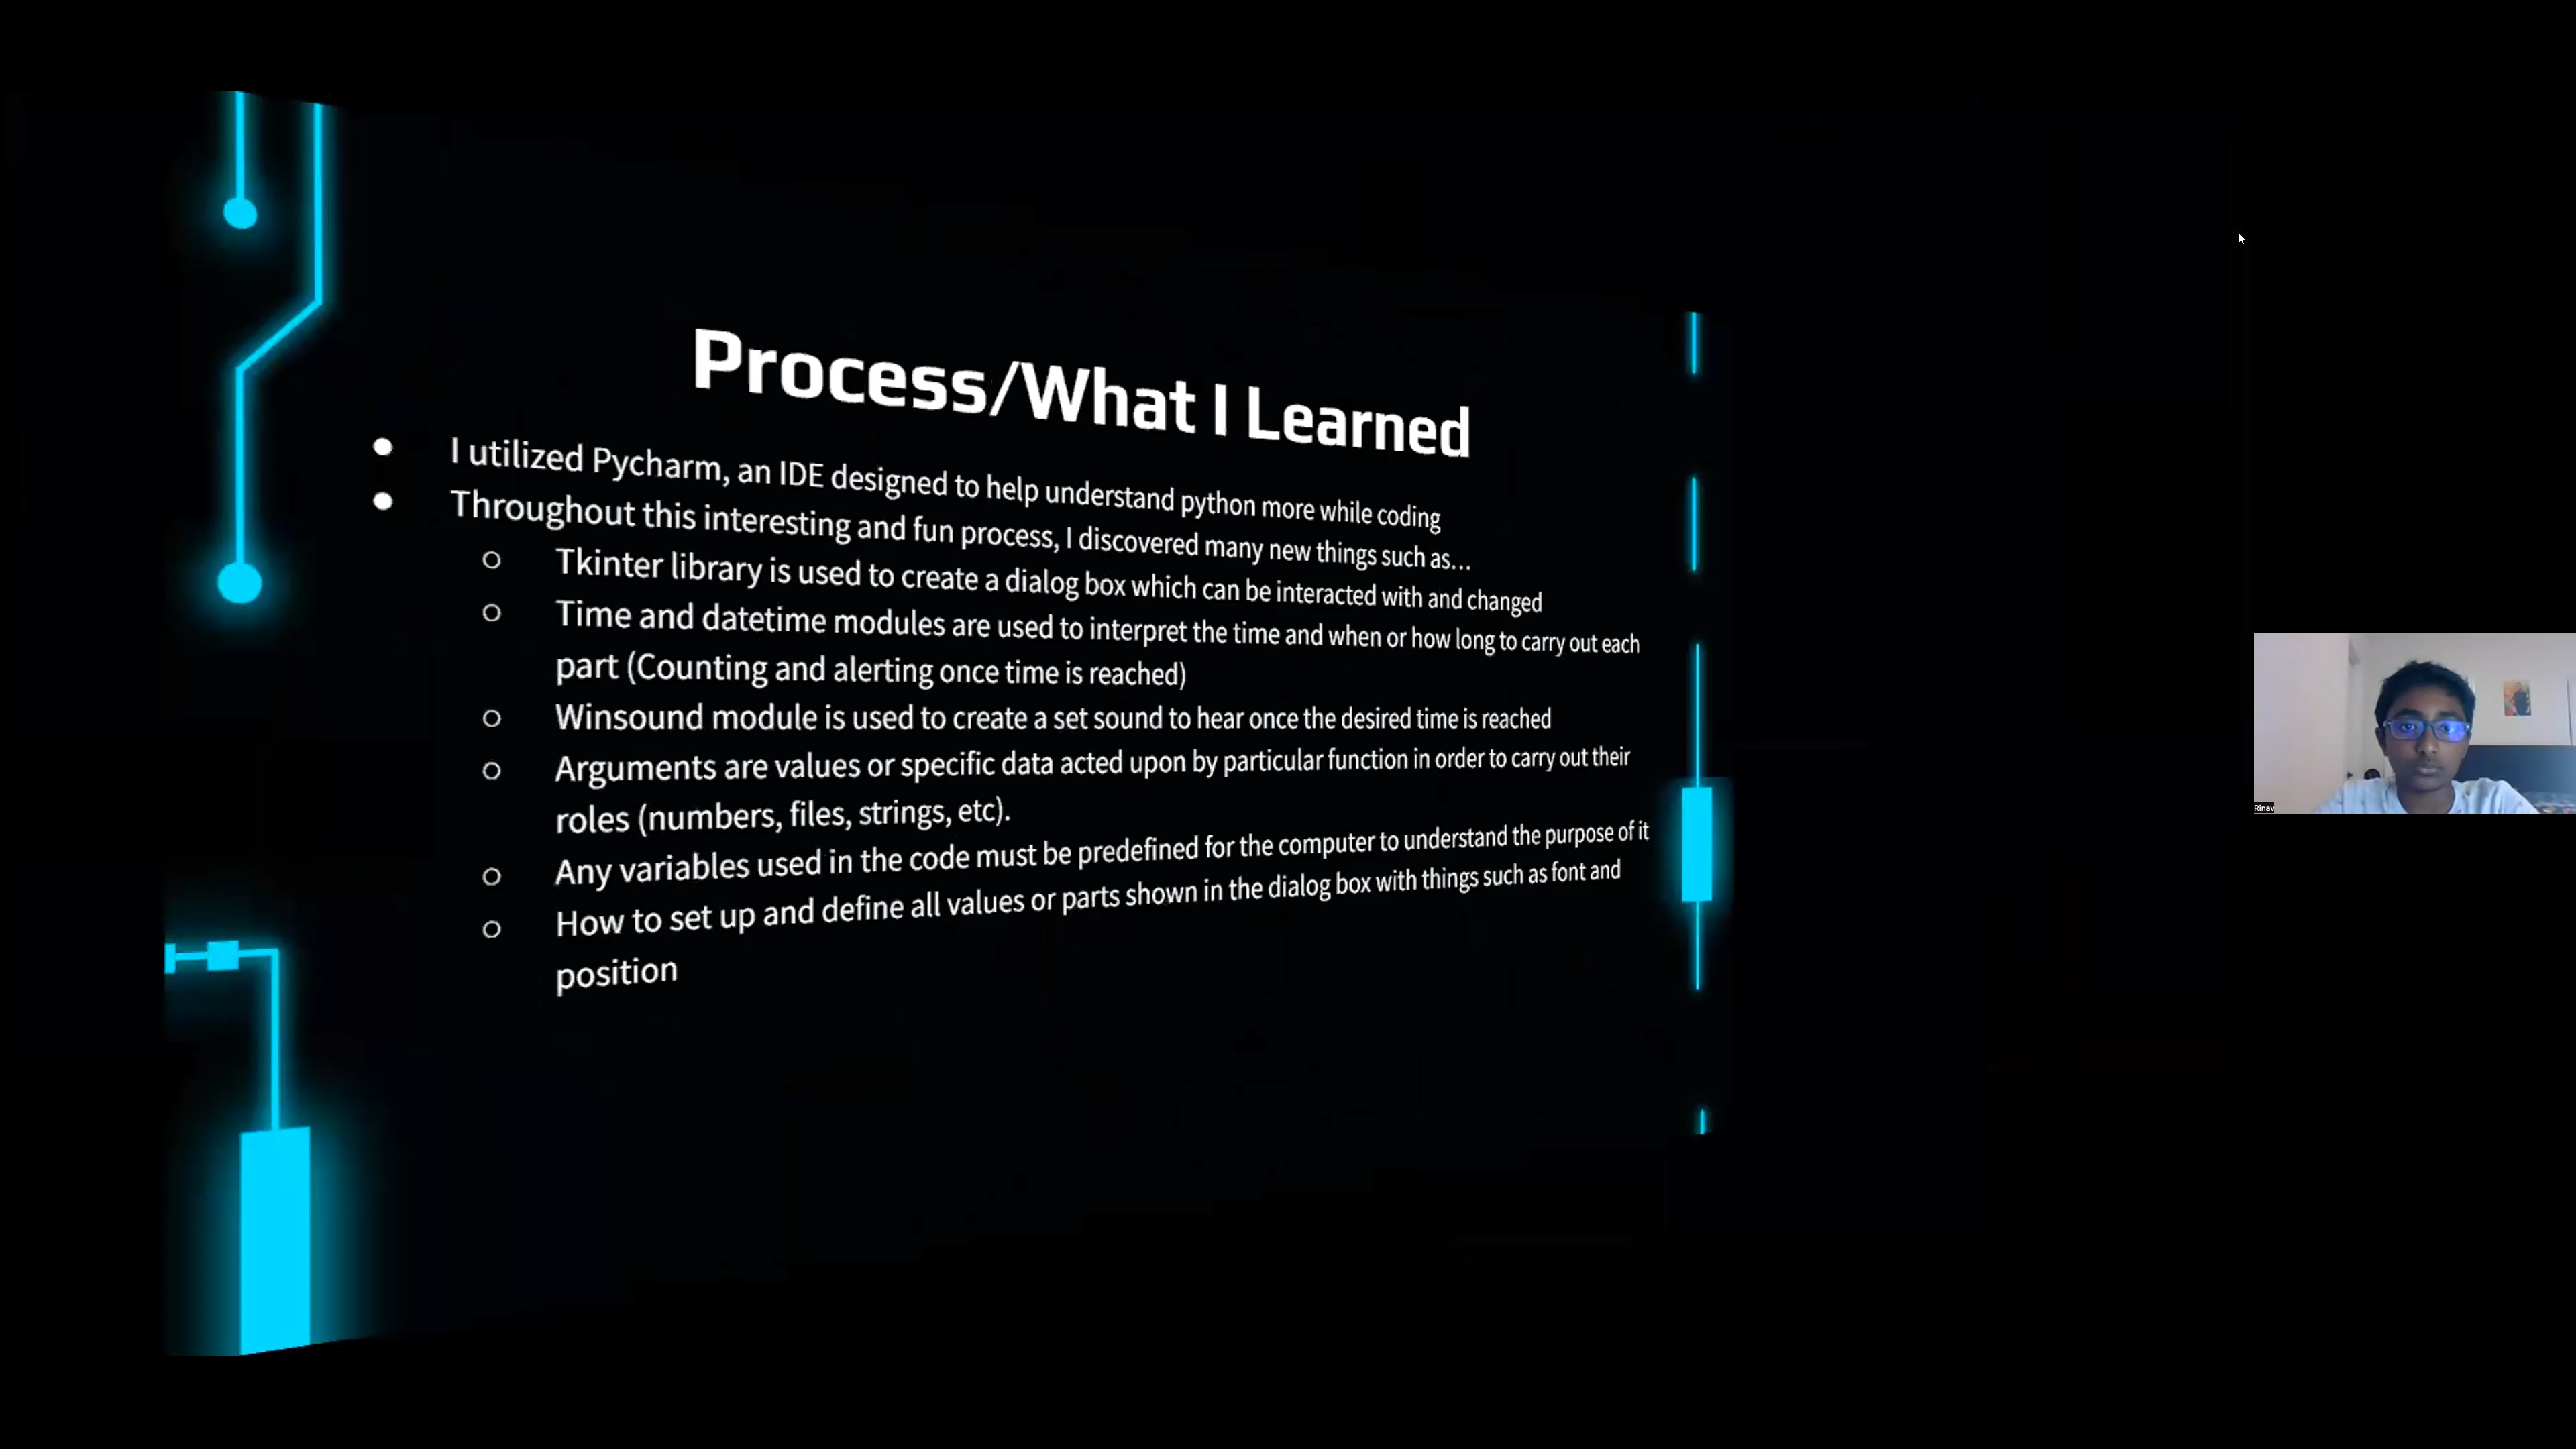 Process/What I Learned
● I utilized Pycharm, an IDE designed to help understand python more while coding
● Throughout this interesting and fun process, I discovered many new things such as...
○ Tkinter library is used to create a dialog box which can be interacted with and changed
○ Time and datetime modules are used to interpret the time and when or how long to carry out each
part (Counting and alerting once time is reached)
○ Winsound module is used to create a set sound to hear once the desired time is reached
○ Arguments are values or specific data acted upon by particular function in order to carry out their
roles (numbers, files, strings, etc).
○ Any variables used in the code must be predefined for the computer to understand the purpose of it
○ How to set up and define all values or parts shown in the dialog box with things such as font and
position
Rinav